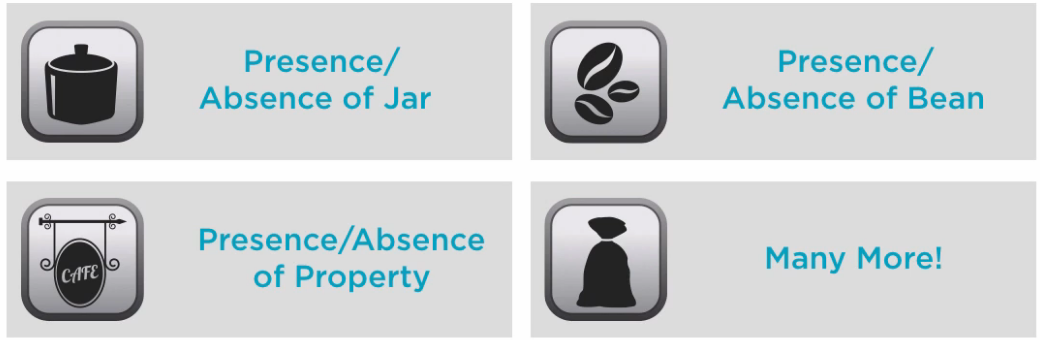 Presence/
Absence of Jar
Presence/
Absence of Bean
CAFE
Presence/Absence
of Property
Many More!